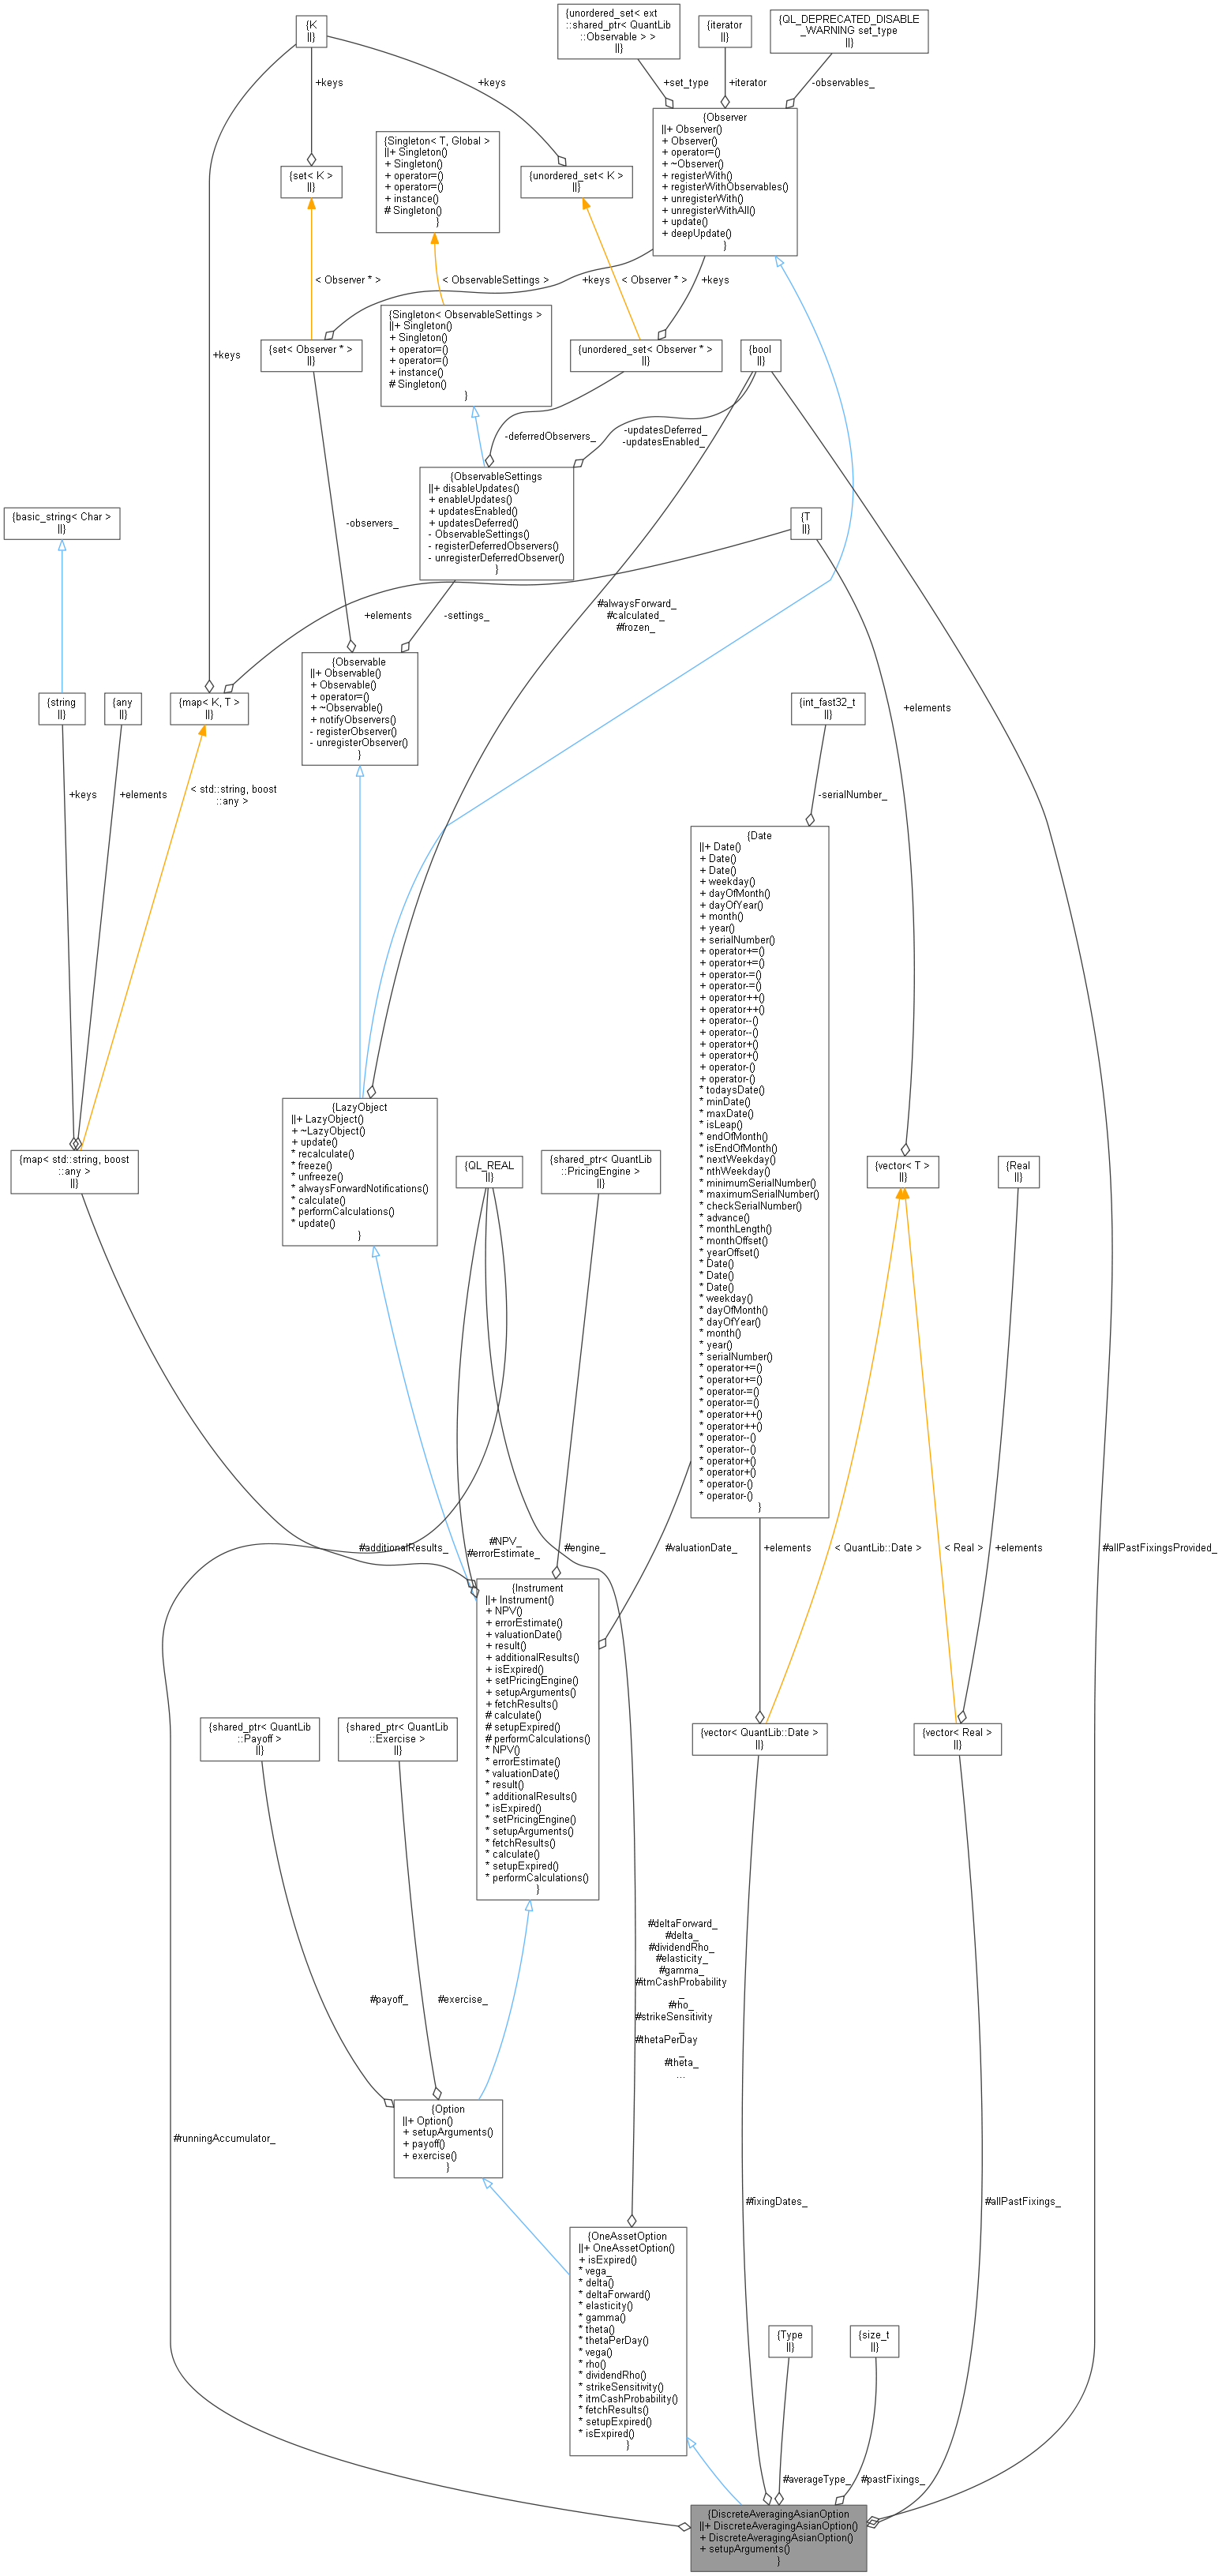 {K
||}
{unordered_set< ext
::shared_ptr< QuantLib
::Observable > >
||}
{iterator
||}
{QL_DEPRECATED_DISABLE
_WARNING set_type
||}
+keys
+keys
+set_type
+iterator
-observables_
{Observer
||+ Observer()
+ Observer()
+ operator=()
+ ~Observer()
+ registerWith()
+ registerWithObservables()
+ unregisterWith()
+ unregisterWithAll()
+ update()
+ deepUpdate()
}
{Singleton< T, Global >
||+ Singleton()
+ Singleton()
+ operator=()
+ operator=()
+ instance()
# Singleton()
}
{set< K >
||}
{unordered_set< K >
||}
< Observer * >
< ObservableSettings >
+keys
< Observer * >
+keys
{Singleton< ObservableSettings >
||+ Singleton()
+ Singleton()
+ operator=()
+ operator=()
+ instance()
# Singleton()
}
{set< Observer * >
||}
{unordered_set< Observer * >
||}
{bool
||}
+keys
-deferredObservers_
-updatesDeferred_
-updatesEnabled_
{ObservableSettings
||+ disableUpdates()
+ enableUpdates()
+ updatesEnabled()
+ updatesDeferred()
- ObservableSettings()
- registerDeferredObservers()
- unregisterDeferredObserver()
}
{basic_string< Char >
||}
-observers_
{T
||}
+elements
-settings_
#alwaysForward_
#calculated_
#frozen_
{Observable
||+ Observable()
+ Observable()
+ operator=()
+ ~Observable()
+ notifyObservers()
- registerObserver()
- unregisterObserver()
}
{string
||}
{any
||}
{map< K, T >
||}
{int_fast32_t
||}
+elements
+keys
+elements
< std::string, boost
::any >
-serialNumber_
{Date
||+ Date()
+ Date()
+ Date()
+ weekday()
+ dayOfMonth()
+ dayOfYear()
+ month()
+ year()
+ serialNumber()
+ operator+=()
+ operator+=()
+ operator-=()
+ operator-=()
+ operator++()
+ operator++()
+ operator--()
+ operator--()
+ operator+()
+ operator+()
+ operator-()
+ operator-()
* todaysDate()
* minDate()
* maxDate()
* isLeap()
* endOfMonth()
* isEndOfMonth()
* nextWeekday()
* nthWeekday()
* minimumSerialNumber()
* maximumSerialNumber()
* checkSerialNumber()
* advance()
* monthLength()
* monthOffset()
* yearOffset()
* Date()
* Date()
* Date()
* weekday()
* dayOfMonth()
* dayOfYear()
* month()
* year()
* serialNumber()
* operator+=()
* operator+=()
* operator-=()
* operator-=()
* operator++()
* operator++()
* operator--()
* operator--()
* operator+()
* operator+()
* operator-()
* operator-()
}
{LazyObject
||+ LazyObject()
+ ~LazyObject()
+ update()
* recalculate()
* freeze()
* unfreeze()
* alwaysForwardNotifications()
* calculate()
* performCalculations()
* update()
}
{map< std::string, boost
::any >
||}
{QL_REAL
||}
{shared_ptr< QuantLib
::PricingEngine >
||}
{vector< T >
||}
{Real
||}
#additionalResults_
#NPV_
#errorEstimate_
#engine_
#valuationDate_
+elements
< QuantLib::Date >
< Real >
+elements
#allPastFixingsProvided_
{Instrument
||+ Instrument()
+ NPV()
+ errorEstimate()
+ valuationDate()
+ result()
+ additionalResults()
+ isExpired()
+ setPricingEngine()
+ setupArguments()
+ fetchResults()
# calculate()
# setupExpired()
# performCalculations()
* NPV()
* errorEstimate()
* valuationDate()
* result()
* additionalResults()
* isExpired()
* setPricingEngine()
* setupArguments()
* fetchResults()
* calculate()
* setupExpired()
* performCalculations()
}
{shared_ptr< QuantLib
::Payoff >
||}
{shared_ptr< QuantLib
::Exercise >
||}
{vector< QuantLib::Date >
||}
{vector< Real >
||}
#payoff_
#exercise_
#deltaForward_
#delta_
#dividendRho_
#elasticity_
#gamma_
#itmCashProbability
_
#rho_
#strikeSensitivity
_
#thetaPerDay
_
#theta_
...
{Option
||+ Option()
+ setupArguments()
+ payoff()
+ exercise()
}
#runningAccumulator_
#fixingDates_
#allPastFixings_
{OneAssetOption
||+ OneAssetOption()
+ isExpired()
* vega_
* delta()
* deltaForward()
* elasticity()
* gamma()
* theta()
* thetaPerDay()
* vega()
* rho()
* dividendRho()
* strikeSensitivity()
* itmCashProbability()
* fetchResults()
* setupExpired()
* isExpired()
}
{Type
||}
{size_t
||}
#averageType_
#pastFixings_
{DiscreteAveragingAsianOption
||+ DiscreteAveragingAsianOption()
+ DiscreteAveragingAsianOption()
+ setupArguments()
}